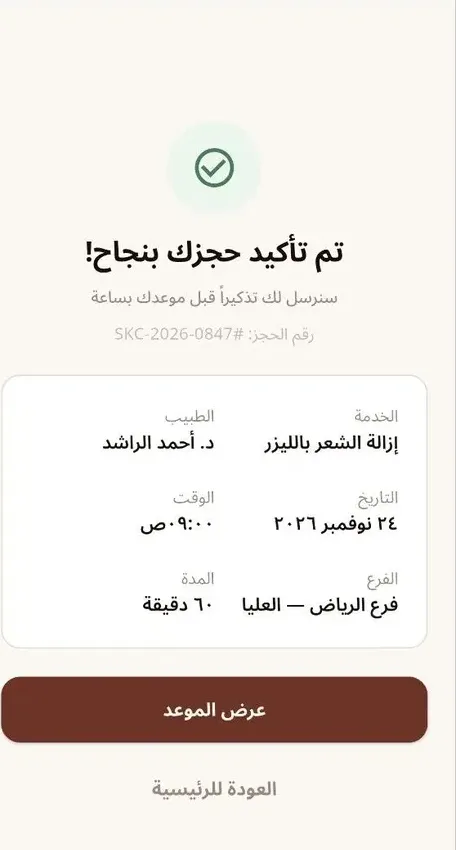 تم تأكيد حجزك بنجاح!
سنرسل لك تذكيراً قبل موعدك بساعة
رقم الحجز: #SKC-2026-0847
الخدمة
الطبيب
إزالة الشعر بالليزر
د. أحمد الراشد
التاريخ
الوقت
٢٤ نوفمبر ٢٠٢٦
٠٩:٠٠ص
الفرع
المدة
فرع الرياض — العليا
٦٠ دقيقة
عرض الموعد
العودة للرئيسية